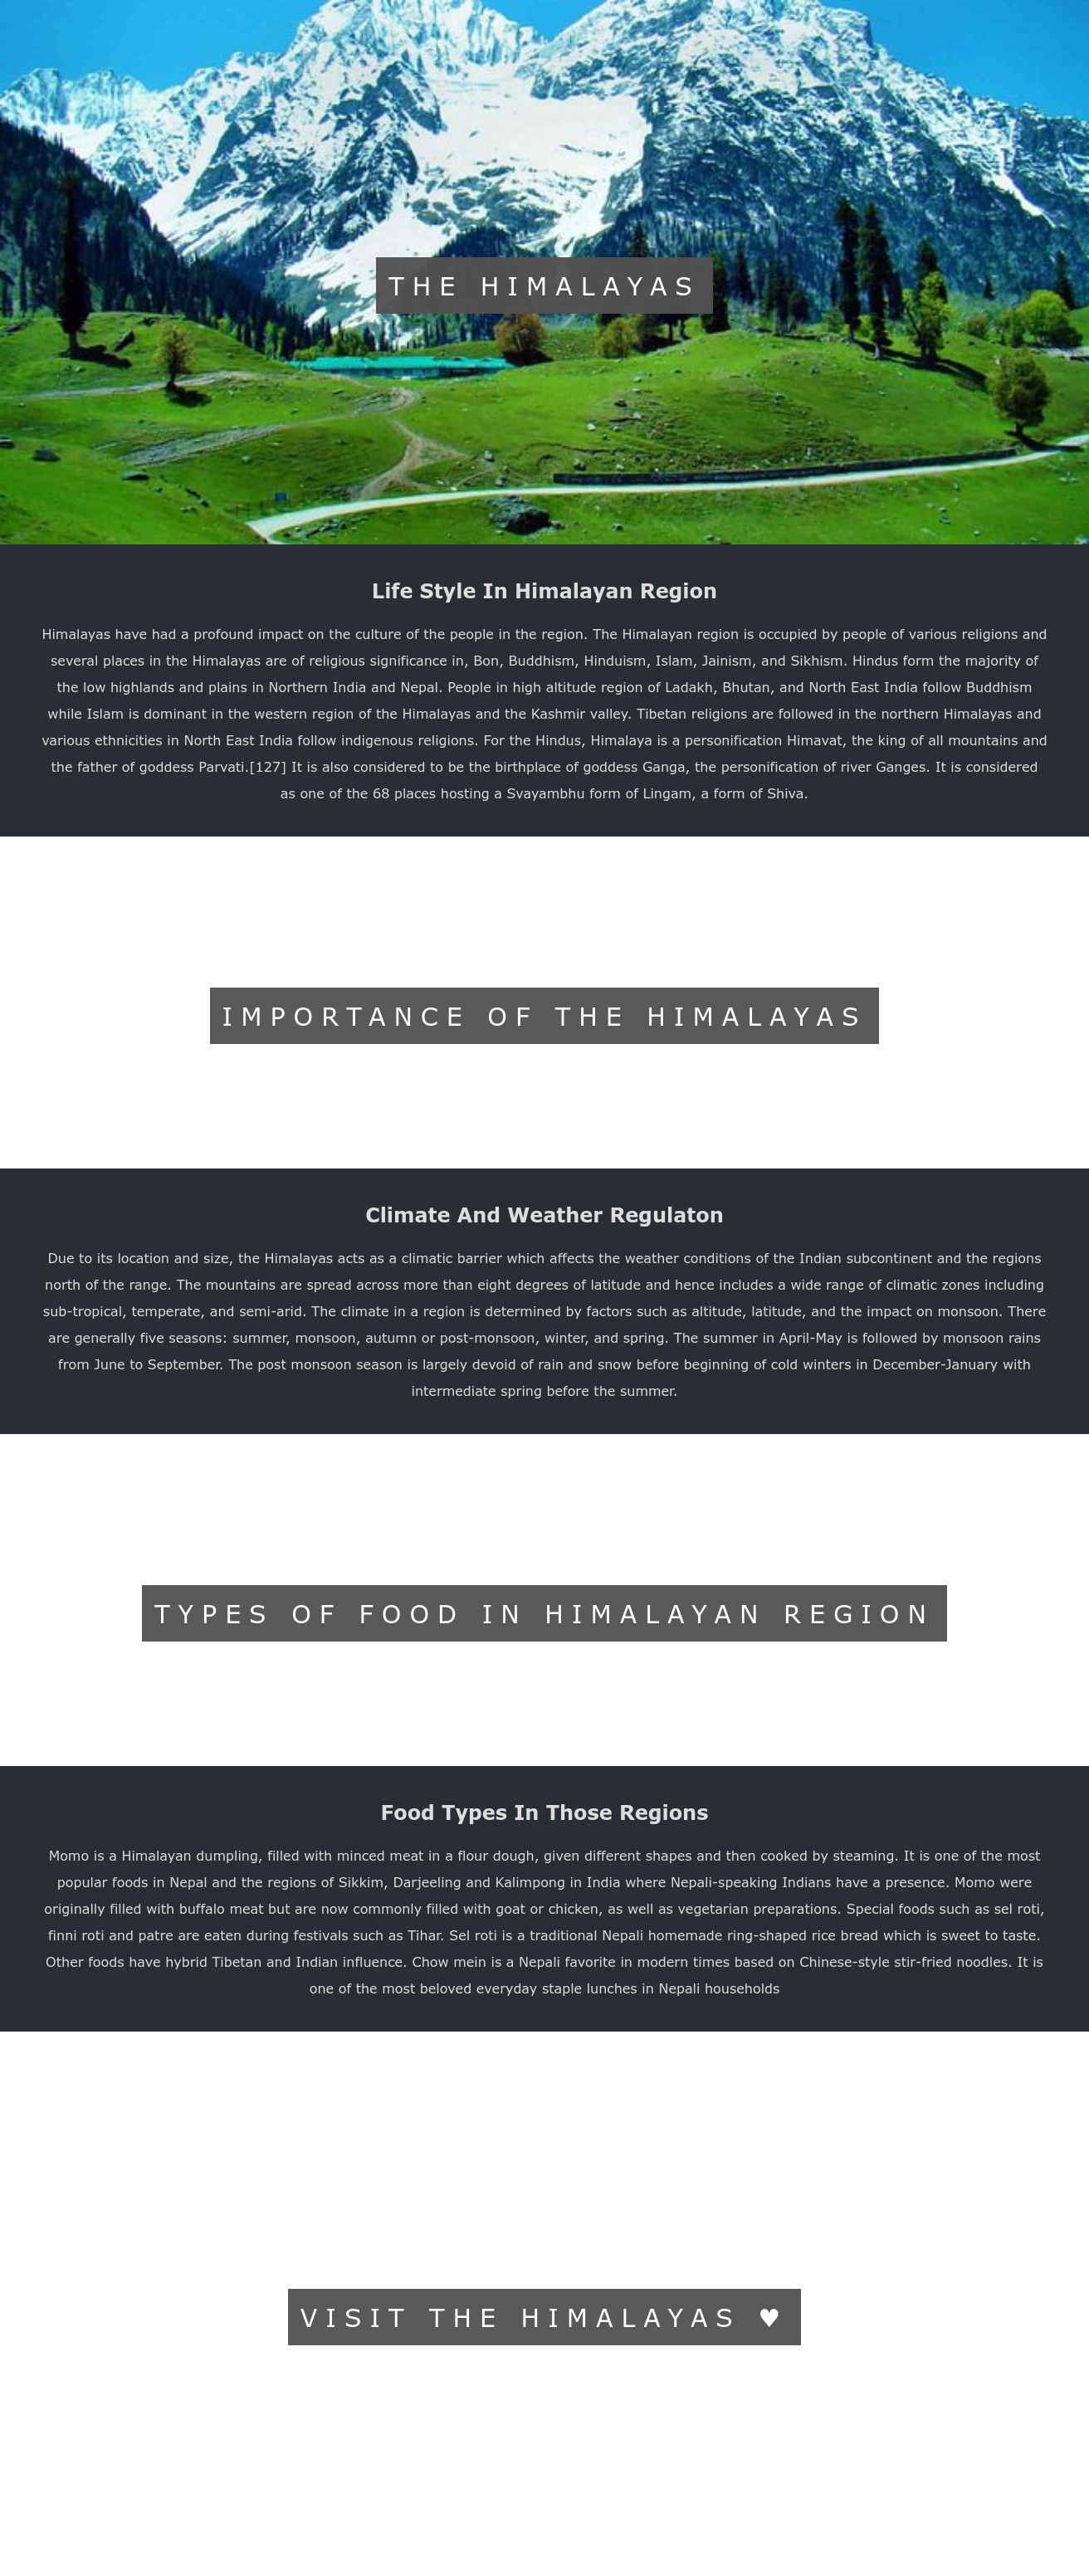 THE HIMALAYAS
Life Style In Himalayan Region
Himalayas have had a profound impact on the culture of the people in the region. The Himalayan region is occupied by people of various religions and
several places in the Himalayas are of religious significance in, Bon, Buddhism, Hinduism, Islam, Jainism, and Sikhism. Hindus form the majority of
the low highlands and plains in Northern India and Nepal. People in high altitude region of Ladakh, Bhutan, and North East India follow Buddhism
while Islam is dominant in the western region of the Himalayas and the Kashmir valley. Tibetan religions are followed in the northern Himalayas and
various ethnicities in North East India follow indigenous religions. For the Hindus, Himalaya is a personification Himavat, the king of all mountains and
the father of goddess Parvati.[127] It is also considered to be the birthplace of goddess Ganga, the personification of river Ganges. It is considered
as one of the 68 places hosting a Svayambhu form of Lingam, a form of Shiva.
IMPORTANCE OF THE HIMALAYAS
Climate And Weather Regulaton
Due to its location and size, the Himalayas acts as a climatic barrier which affects the weather conditions of the Indian subcontinent and the regions
north of the range. The mountains are spread across more than eight degrees of latitude and hence includes a wide range of climatic zones including
sub-tropical, temperate, and semi-arid. The climate in a region is determined by factors such as altitude, latitude, and the impact on monsoon. There
are generally five seasons: summer, monsoon, autumn or post-monsoon, winter, and spring. The summer in April-May is followed by monsoon rains
from June to September. The post monsoon season is largely devoid of rain and snow before beginning of cold winters in December-January with
intermediate spring before the summer.
TYPES OF FOOD IN HIMALAYAN REGION
Food Types In Those Regions
Momo is a Himalayan dumpling, filled with minced meat in a flour dough, given different shapes and then cooked by steaming. It is one of the most
popular foods in Nepal and the regions of Sikkim, Darjeeling and Kalimpong in India where Nepali-speaking Indians have a presence. Momo were
originally filled with buffalo meat but are now commonly filled with goat or chicken, as well as vegetarian preparations. Special foods such as sel roti,
finni roti and patre are eaten during festivals such as Tihar. Sel roti is a traditional Nepali homemade ring-shaped rice bread which is sweet to taste.
Other foods have hybrid Tibetan and Indian influence. Chow mein is a Nepali favorite in modern times based on Chinese-style stir-fried noodles. It is
one of the most beloved everyday staple lunches in Nepali households
VISIT THE HIMALAYAS ♥